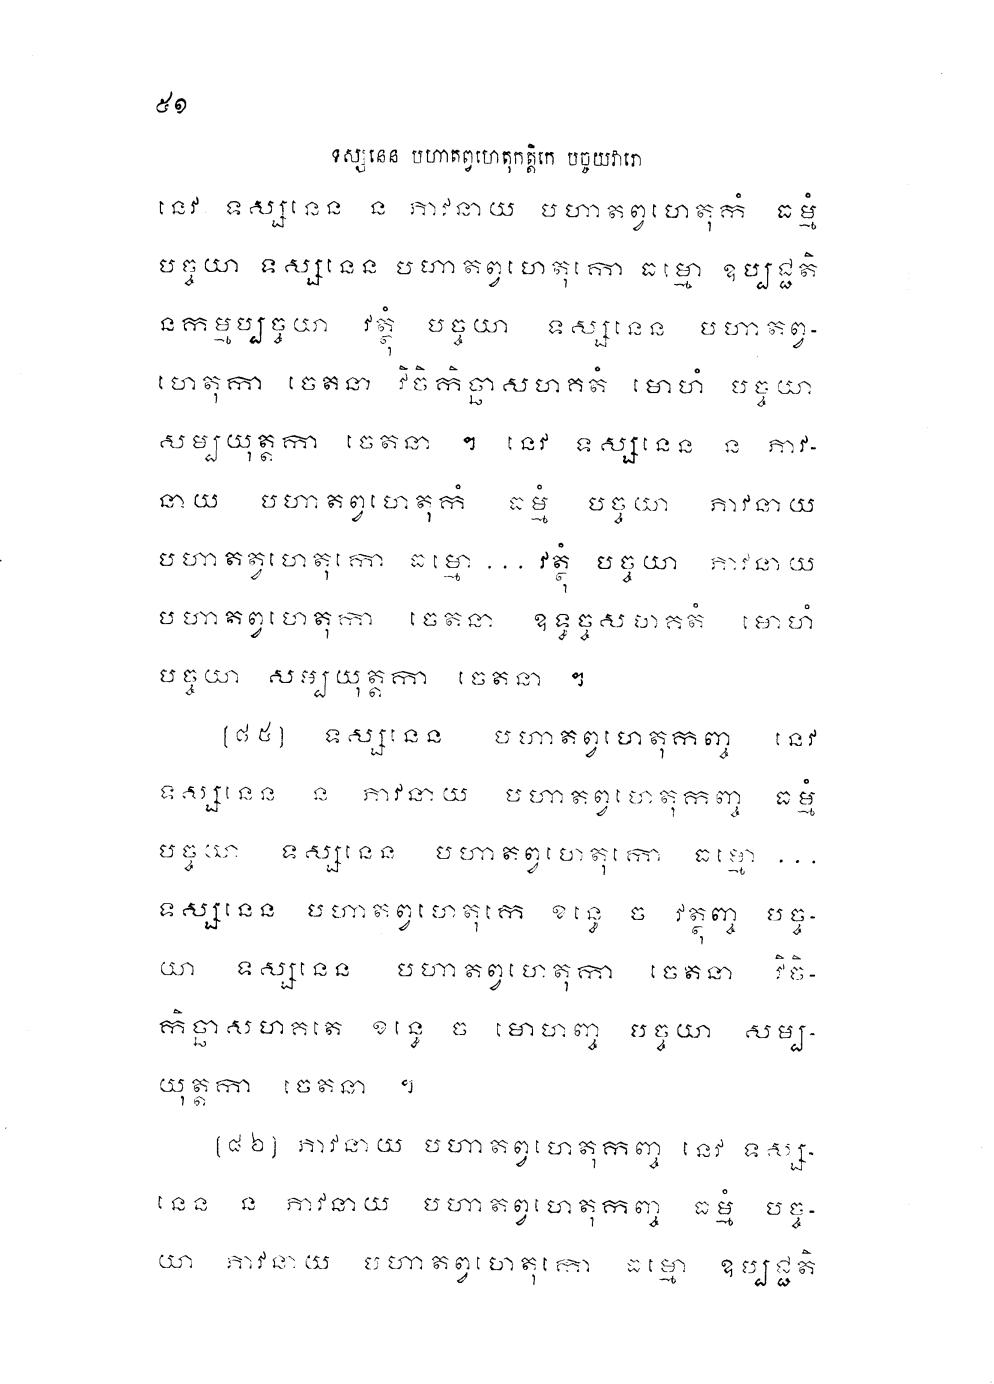 ៥១
ទស្សនេន បហាតព្វហេតុកត្តិកេ បច្ចយវារោ
នេវ ទស្សនេន ន ភាវនាយ បហាតព្វហេតុកំ ធម្មំ
បច្ចយា ទស្សនេន បហាតព្វហេតុកោ ធម្មោ ឧប្បជ្ជតិ
នកម្មប្បច្ចយា វត្ថុំ បច្ចយា ទស្សនេន បហាតព្វ-
ហេតុកា ចេតនា វិចិកិច្ឆាសហគតំ មោហំ បច្ចយា
សម្បយុត្តកា ចេតនា ។ នេវ ទស្សនេន ន ភាវ-
នាយ បហាតព្វហេតុកំ ធម្មំ បច្ចយា ភាវនាយ
បហាតព្វហេតុកោ ធម្មោ ... វត្ថុំ បច្ចយា ភាវនាយ
បហាតព្វហេតុកា ចេតនា ឧទ្ធច្ចសហគតំ មោហំ
បច្ចយា សម្បយុត្តកា ចេតនា ។
[៨៥] ទស្សនេន បហាតព្វហេតុកញ្ច នេវ
ទស្សនេន ន ភាវនាយ បហាតព្វហេតុកញ្ច ធម្មំ
បច្ចយា ទស្សនេន បហាតព្វហេតុកោ ធម្មោ ...
ទស្សនេន បហាតព្វហេតុកេ ខន្ធេ ច វត្ថុញ្ច បច្ច-
យា ទស្សនេន បហាតព្វហេតុកា ចេតនា វិចិ-
កិច្ឆាសហគតេ ខន្ធេ ច មោហញ្ច បច្ចយា សម្ប-
យុត្តកា ចេតនា ។
[៨៦] ភាវនាយ បហាតព្វហេតុកញ្ច នេវ ទស្ស-
នេន ន ភាវនាយ បហាតព្វហេតុកញ្ច ធម្មំ បច្ច-
យា ភាវនាយ បហាតព្វហេតុកោ ធម្មោ ឧប្បជ្ជតិ